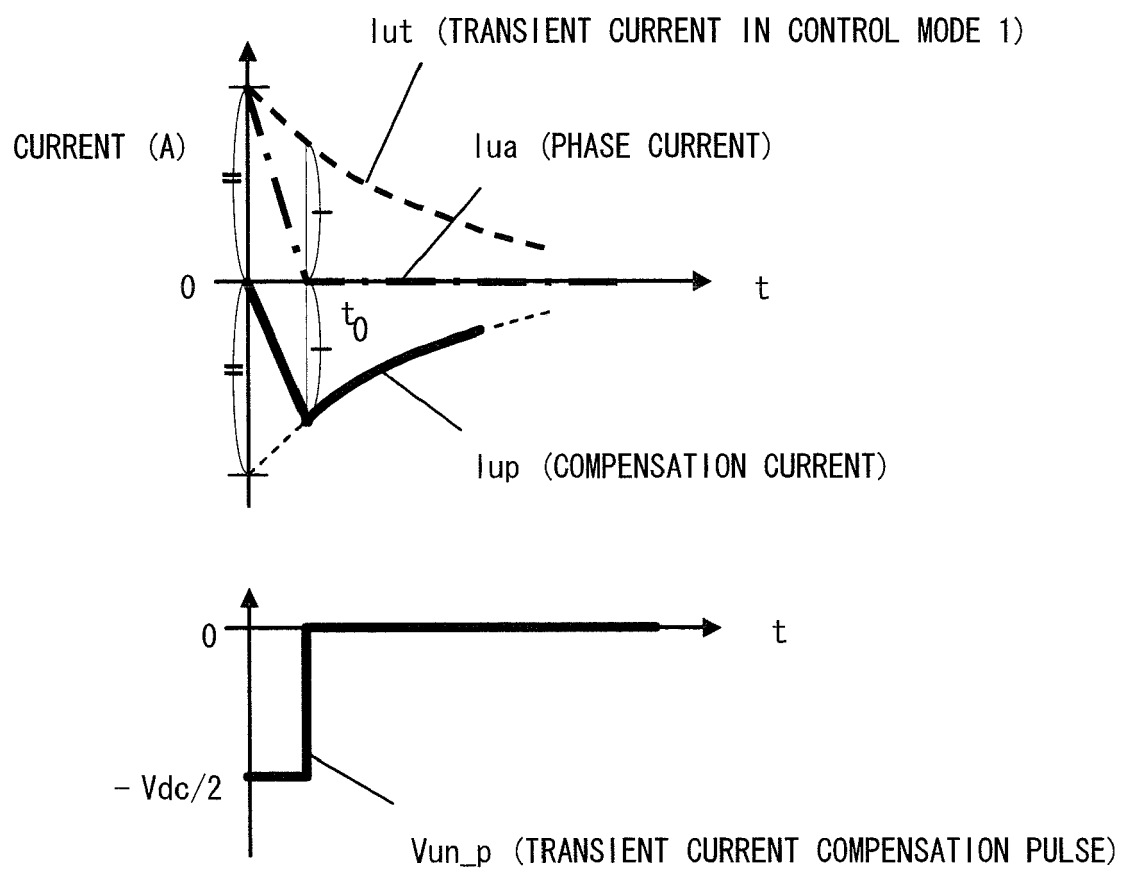 Iut (TRANSIENT CURRENT IN CONTROL MODE 1)
CURRENT (A)
Iua (PHASE CURRENT)
0
t
t0
Iup (COMPENSATION CURRENT)
0
t
- Vdc/2
Vun_p (TRANSIENT CURRENT COMPENSATION PULSE)